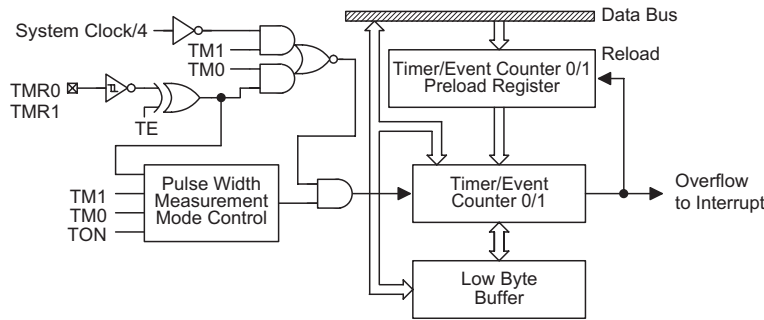 Data Bus
System Clock/4
TM1
TM0
Timer/Event Counter 0/1
Preload Register
Reload
TMR0
TMR1
TE
Pulse Width
Measurement
Mode Control
TM1
TM0
TON
Timer/Event
Counter 0/1
Overflow
to Interrupt
Low Byte
Buffer